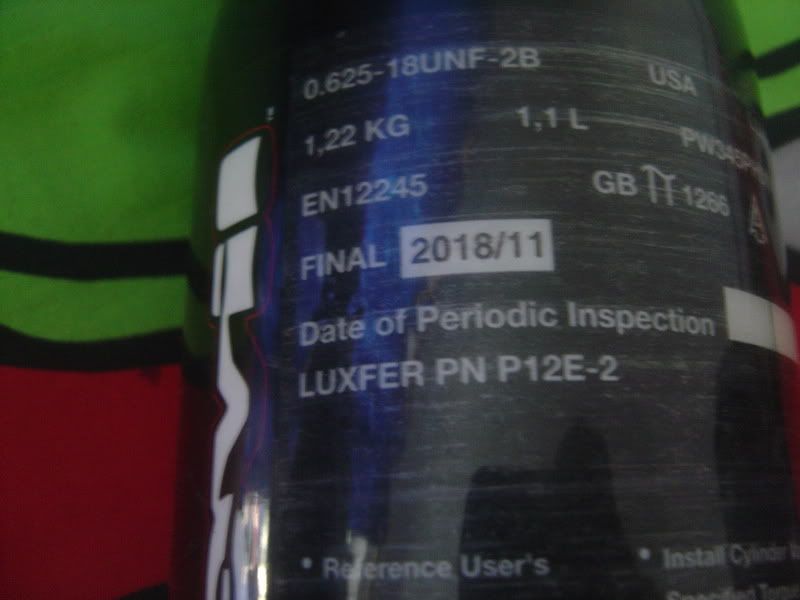 0.625-18UNF-2B USA
1,22 KG 1,1 L
EN12245 GB 1266
FINAL 2018/11
Date of Periodic Inspection
LUXFER PN P12E-2
• Reference User's
• Install Cylinder
Specified